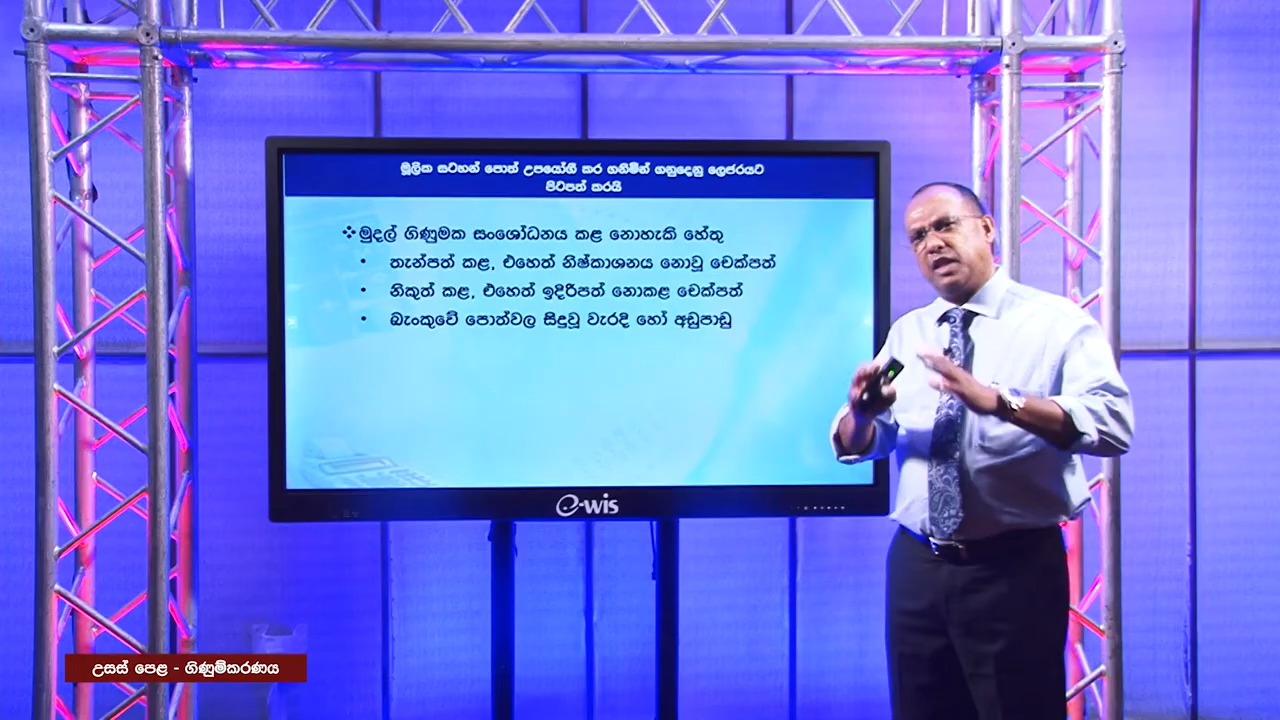 මූලික සටහන් පොත් උපයෝගී කර ගනිමින් ගනුදෙනු ලෙජරයට
පිටපත් කරයි
මුදල් ගිණුමක සංශෝධනය කළ නොහැකි හේතු
• තැන්පත් කළ, එහෙත් නිෂ්කාශනය නොවූ චෙක්පත්
• නිකුත් කළ, එහෙත් ඉදිරිපත් නොකළ චෙක්පත්
• බැංකුවේ පොත්වල සිදුවූ වැරදි හෝ අඩුපාඩු
e-wis
උසස් පෙළ - ගිණුම්කරණය